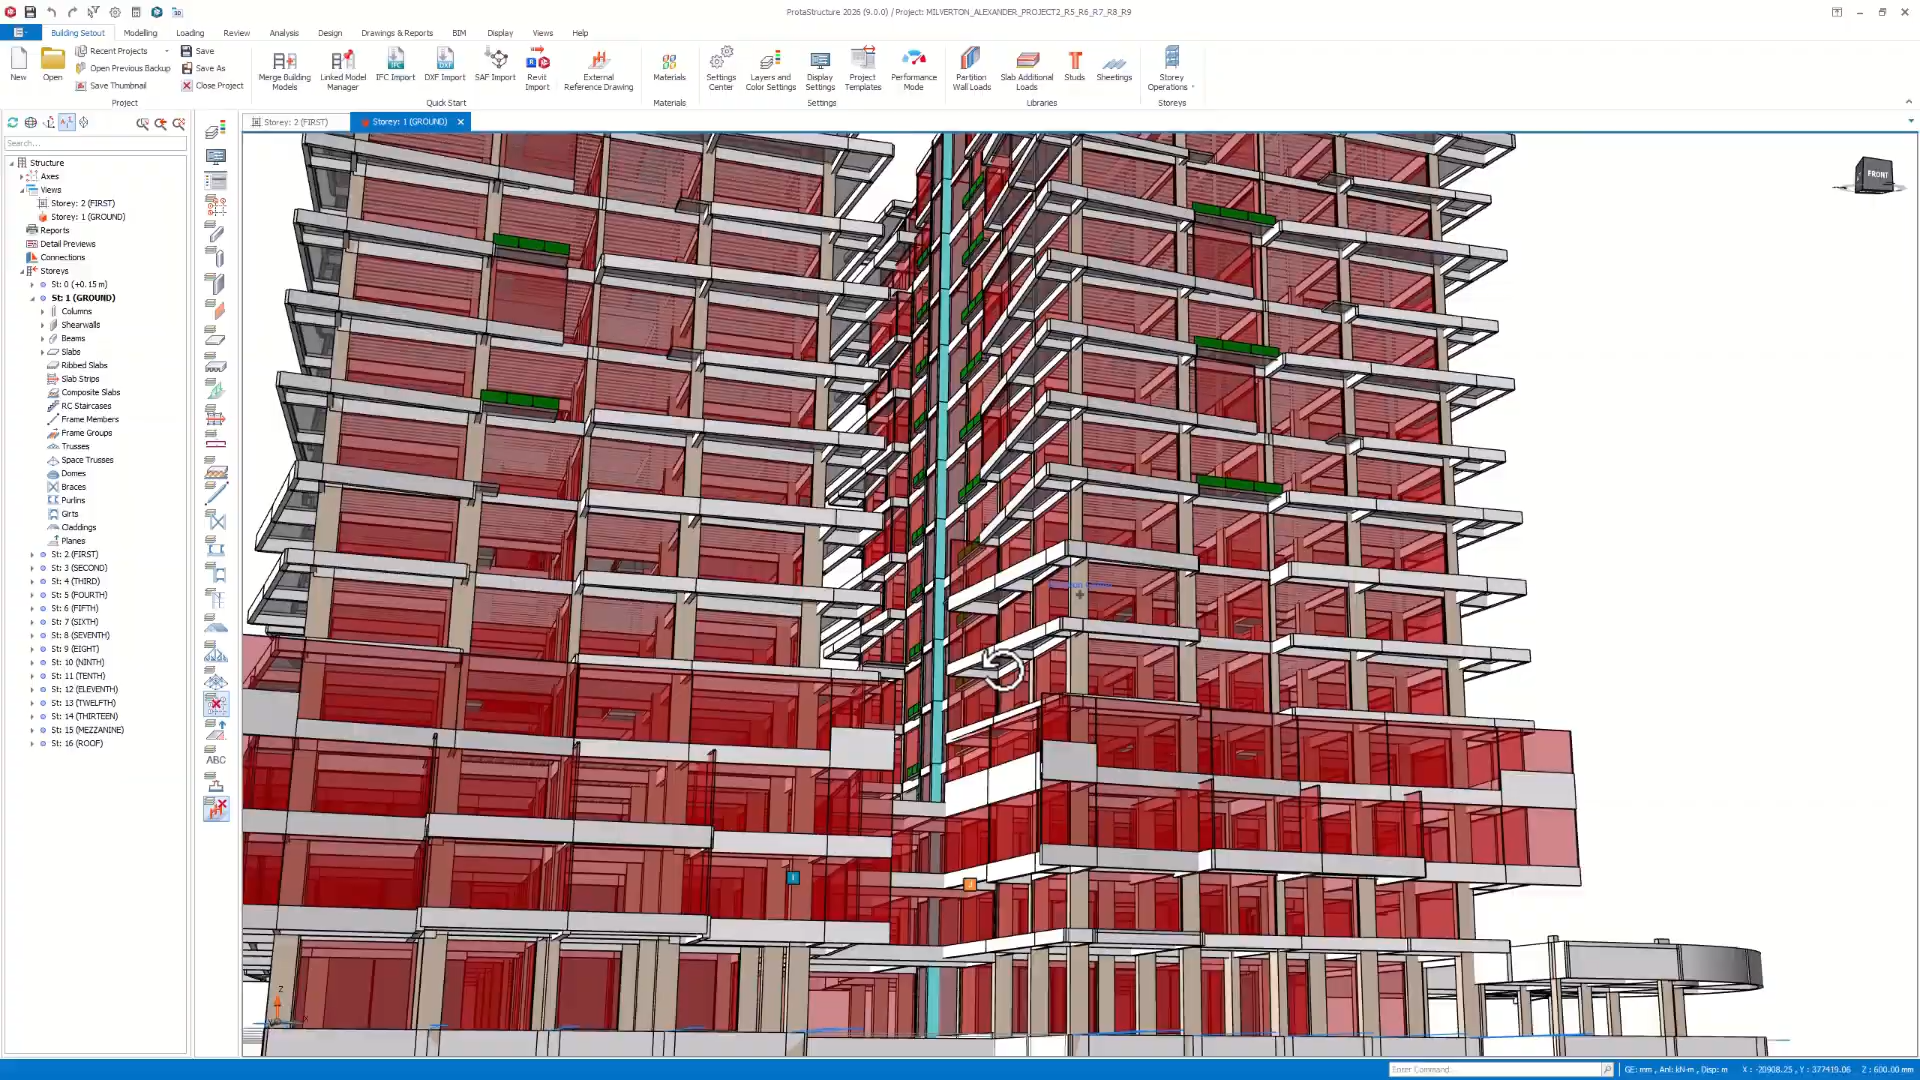 ProtaStructure 2026 (9.0.0) / Project: MILVERTON_ALEXANDER_PROJECT2_R5_R6_R7_R8_R9
Building Setout Modelling Loading Review Analysis Design Drawings & Reports BIM Display Views Help
New
Open
Recent Projects
Open Previous Backup
Save Thumbnail
Save
Save As
Close Project
Project
Merge Building Models
Linked Model Manager
IFC Import
DXF Import
SAF Import
Revit Import
External Reference Drawing
Quick Start
Materials
Materials
Settings Center
Layers and Color Settings
Display Settings
Project Templates
Performance Mode
Settings
Partition Wall Loads
Slab Additional Loads
Studs
Sheetings
Libraries
Storey Operations
Storeys
Storey: 2 (FIRST)
Storey: 1 (GROUND)
Search...
Structure
Axes
Views
Storey: 2 (FIRST)
Storey: 1 (GROUND)
Reports
Detail Previews
Connections
Storeys
St: 0 (+0.15 m)
St: 1 (GROUND)
Columns
Shearwalls
Beams
Slabs
Ribbed Slabs
Slab Strips
Composite Slabs
RC Staircases
Frame Members
Frame Groups
Trusses
Space Trusses
Domes
Braces
Purlins
Girts
Claddings
Planes
St: 2 (FIRST)
St: 3 (SECOND)
St: 4 (THIRD)
St: 5 (FOURTH)
St: 6 (FIFTH)
St: 7 (SIXTH)
St: 8 (SEVENTH)
St: 9 (EIGHT)
St: 10 (NINTH)
St: 11 (TENTH)
St: 12 (ELEVENTH)
St: 13 (TWELFTH)
St: 14 (THIRTEEN)
St: 15 (MEZZANINE)
St: 16 (ROOF)
ABC
FRONT
I
J
Z
Enter Command...
GE: mm , Anl: kN-m , Disp: m X : -20908.25 , Y : 377419.06 Z : 600.00 mm